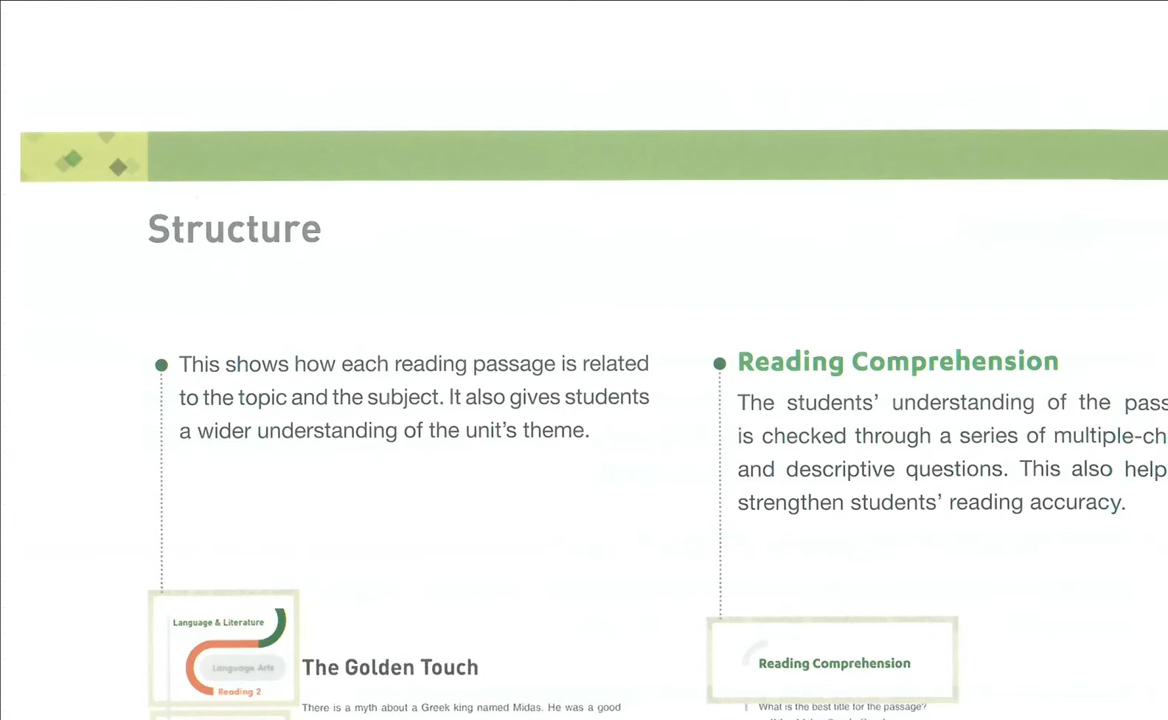 Structure
This shows how each reading passage is related
to the topic and the subject. It also gives students
a wider understanding of the unit's theme.
Reading Comprehension
The students' understanding of the pass
is checked through a series of multiple-ch
and descriptive questions. This also help
strengthen students' reading accuracy.
Language & Literature
Language Arts
Reading 2
The Golden Touch
There is a myth about a Greek king named Midas. He was a good
Reading Comprehension
1 What is the best title for the passage?